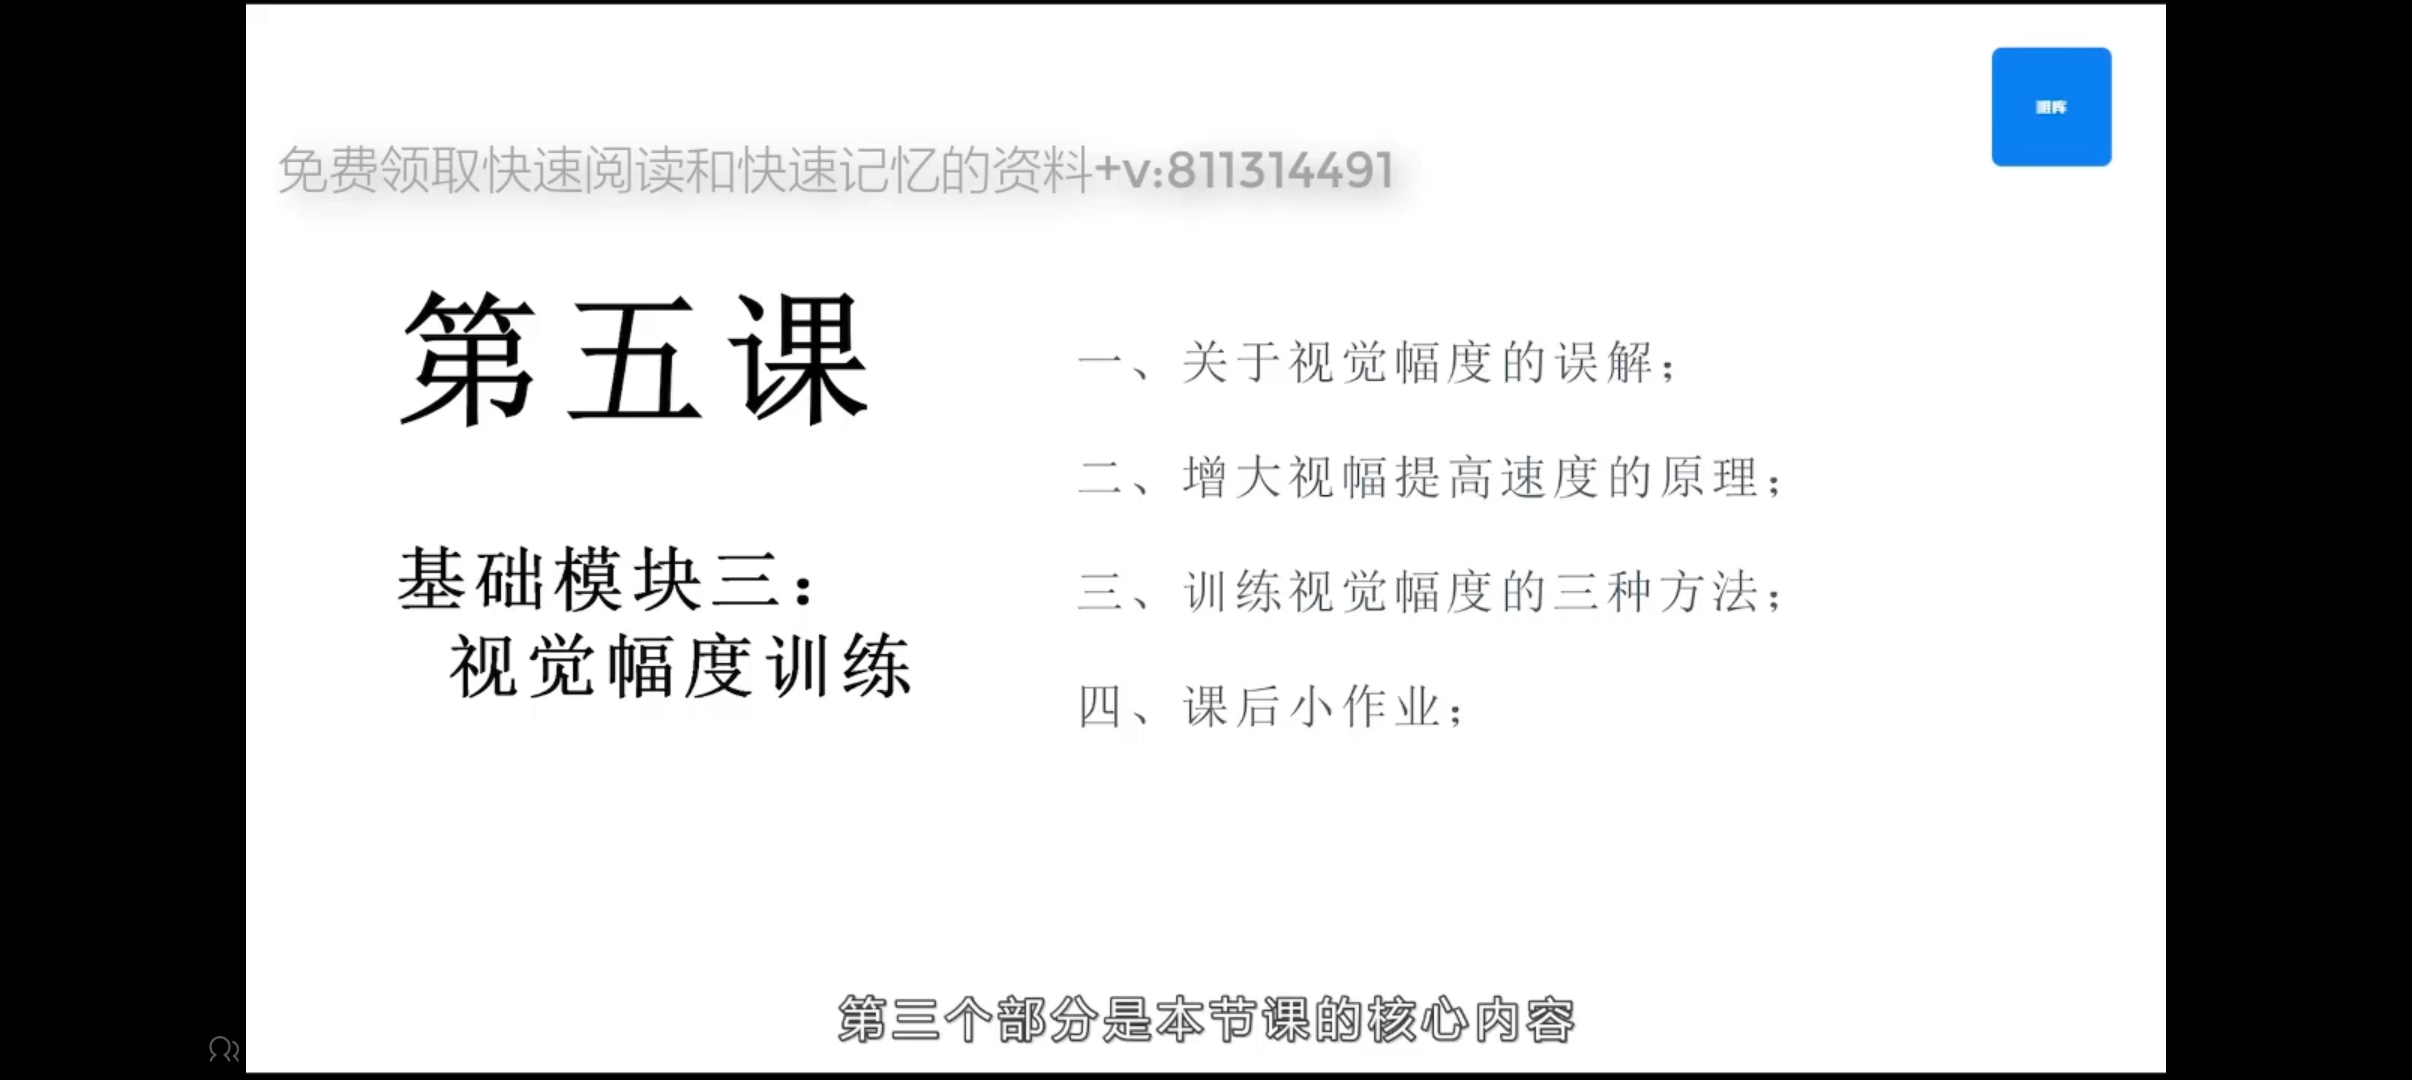 免费领取快速阅读和快速记忆的资料+v:811314491
第五课
基础模块三：
视觉幅度训练
一、关于视觉幅度的误解；
二、增大视幅提高速度的原理；
三、训练视觉幅度的三种方法；
四、课后小作业；
第三个部分是本节课的核心内容